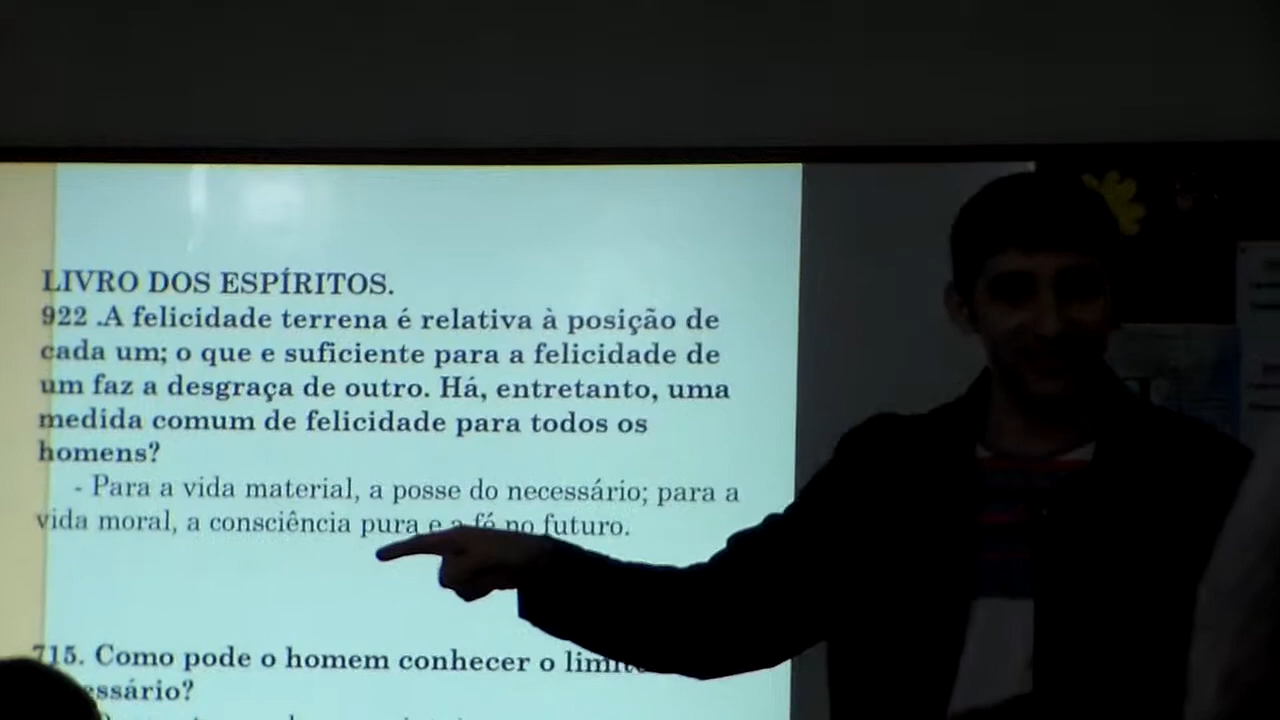 LIVRO DOS ESPÍRITOS.
922 .A felicidade terrena é relativa à posição de
cada um; o que e suficiente para a felicidade de
um faz a desgraça de outro. Há, entretanto, uma
medida comum de felicidade para todos os
homens?
- Para a vida material, a posse do necessário; para a
vida moral, a consciência pura e a fé no futuro.
715. Como pode o homem conhecer o